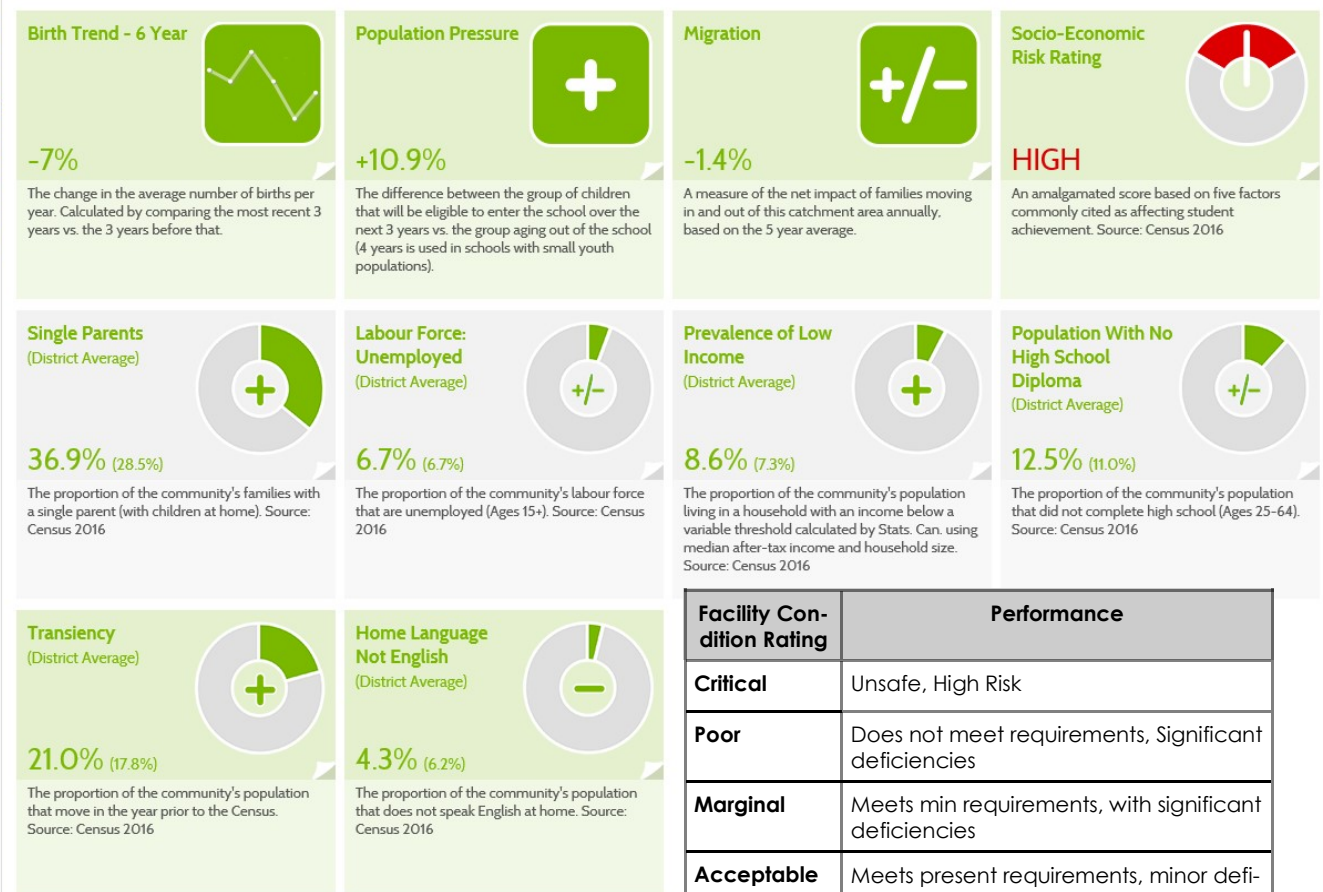 Birth Trend - 6 Year
-7%
The change in the average number of births per
year. Calculated by comparing the most recent 3
years vs. the 3 years before that.
Population Pressure
+
+10.9%
The difference between the group of children
that will be eligible to enter the school over the
next 3 years vs. the group aging out of the school
(4 years is used in schools with small youth
populations).
Migration
+/-
-1.4%
A measure of the net impact of families moving
in and out of this catchment area annually,
based on the 5 year average.
Socio-Economic
Risk Rating
HIGH
An amalgamated score based on five factors
commonly cited as affecting student
achievement. Source: Census 2016
Single Parents
(District Average)
+
36.9% (28.5%)
The proportion of the community's families with
a single parent (with children at home). Source:
Census 2016
Labour Force:
Unemployed
(District Average)
+/-
6.7% (6.7%)
The proportion of the community's labour force
that are unemployed (Ages 15+). Source: Census
2016
Prevalence of Low
Income
(District Average)
+
8.6% (7.3%)
The proportion of the community's population
living in a household with an income below a
variable threshold calculated by Stats. Can. using
median after-tax income and household size.
Source: Census 2016
Population With No
High School
Diploma
(District Average)
+/-
12.5% (11.0%)
The proportion of the community's population
that did not complete high school (Ages 25-64).
Source: Census 2016
Transiency
(District Average)
+
21.0% (17.8%)
The proportion of the community's population
that move in the year prior to the Census.
Source: Census 2016
Home Language
Not English
(District Average)
-
4.3% (6.2%)
The proportion of the community's population
that does not speak English at home. Source:
Census 2016
Facility Con-
dition Rating
Performance
Critical
Unsafe, High Risk
Poor
Does not meet requirements, Significant
deficiencies
Marginal
Meets min requirements, with significant
deficiencies
Acceptable
Meets present requirements, minor defi-